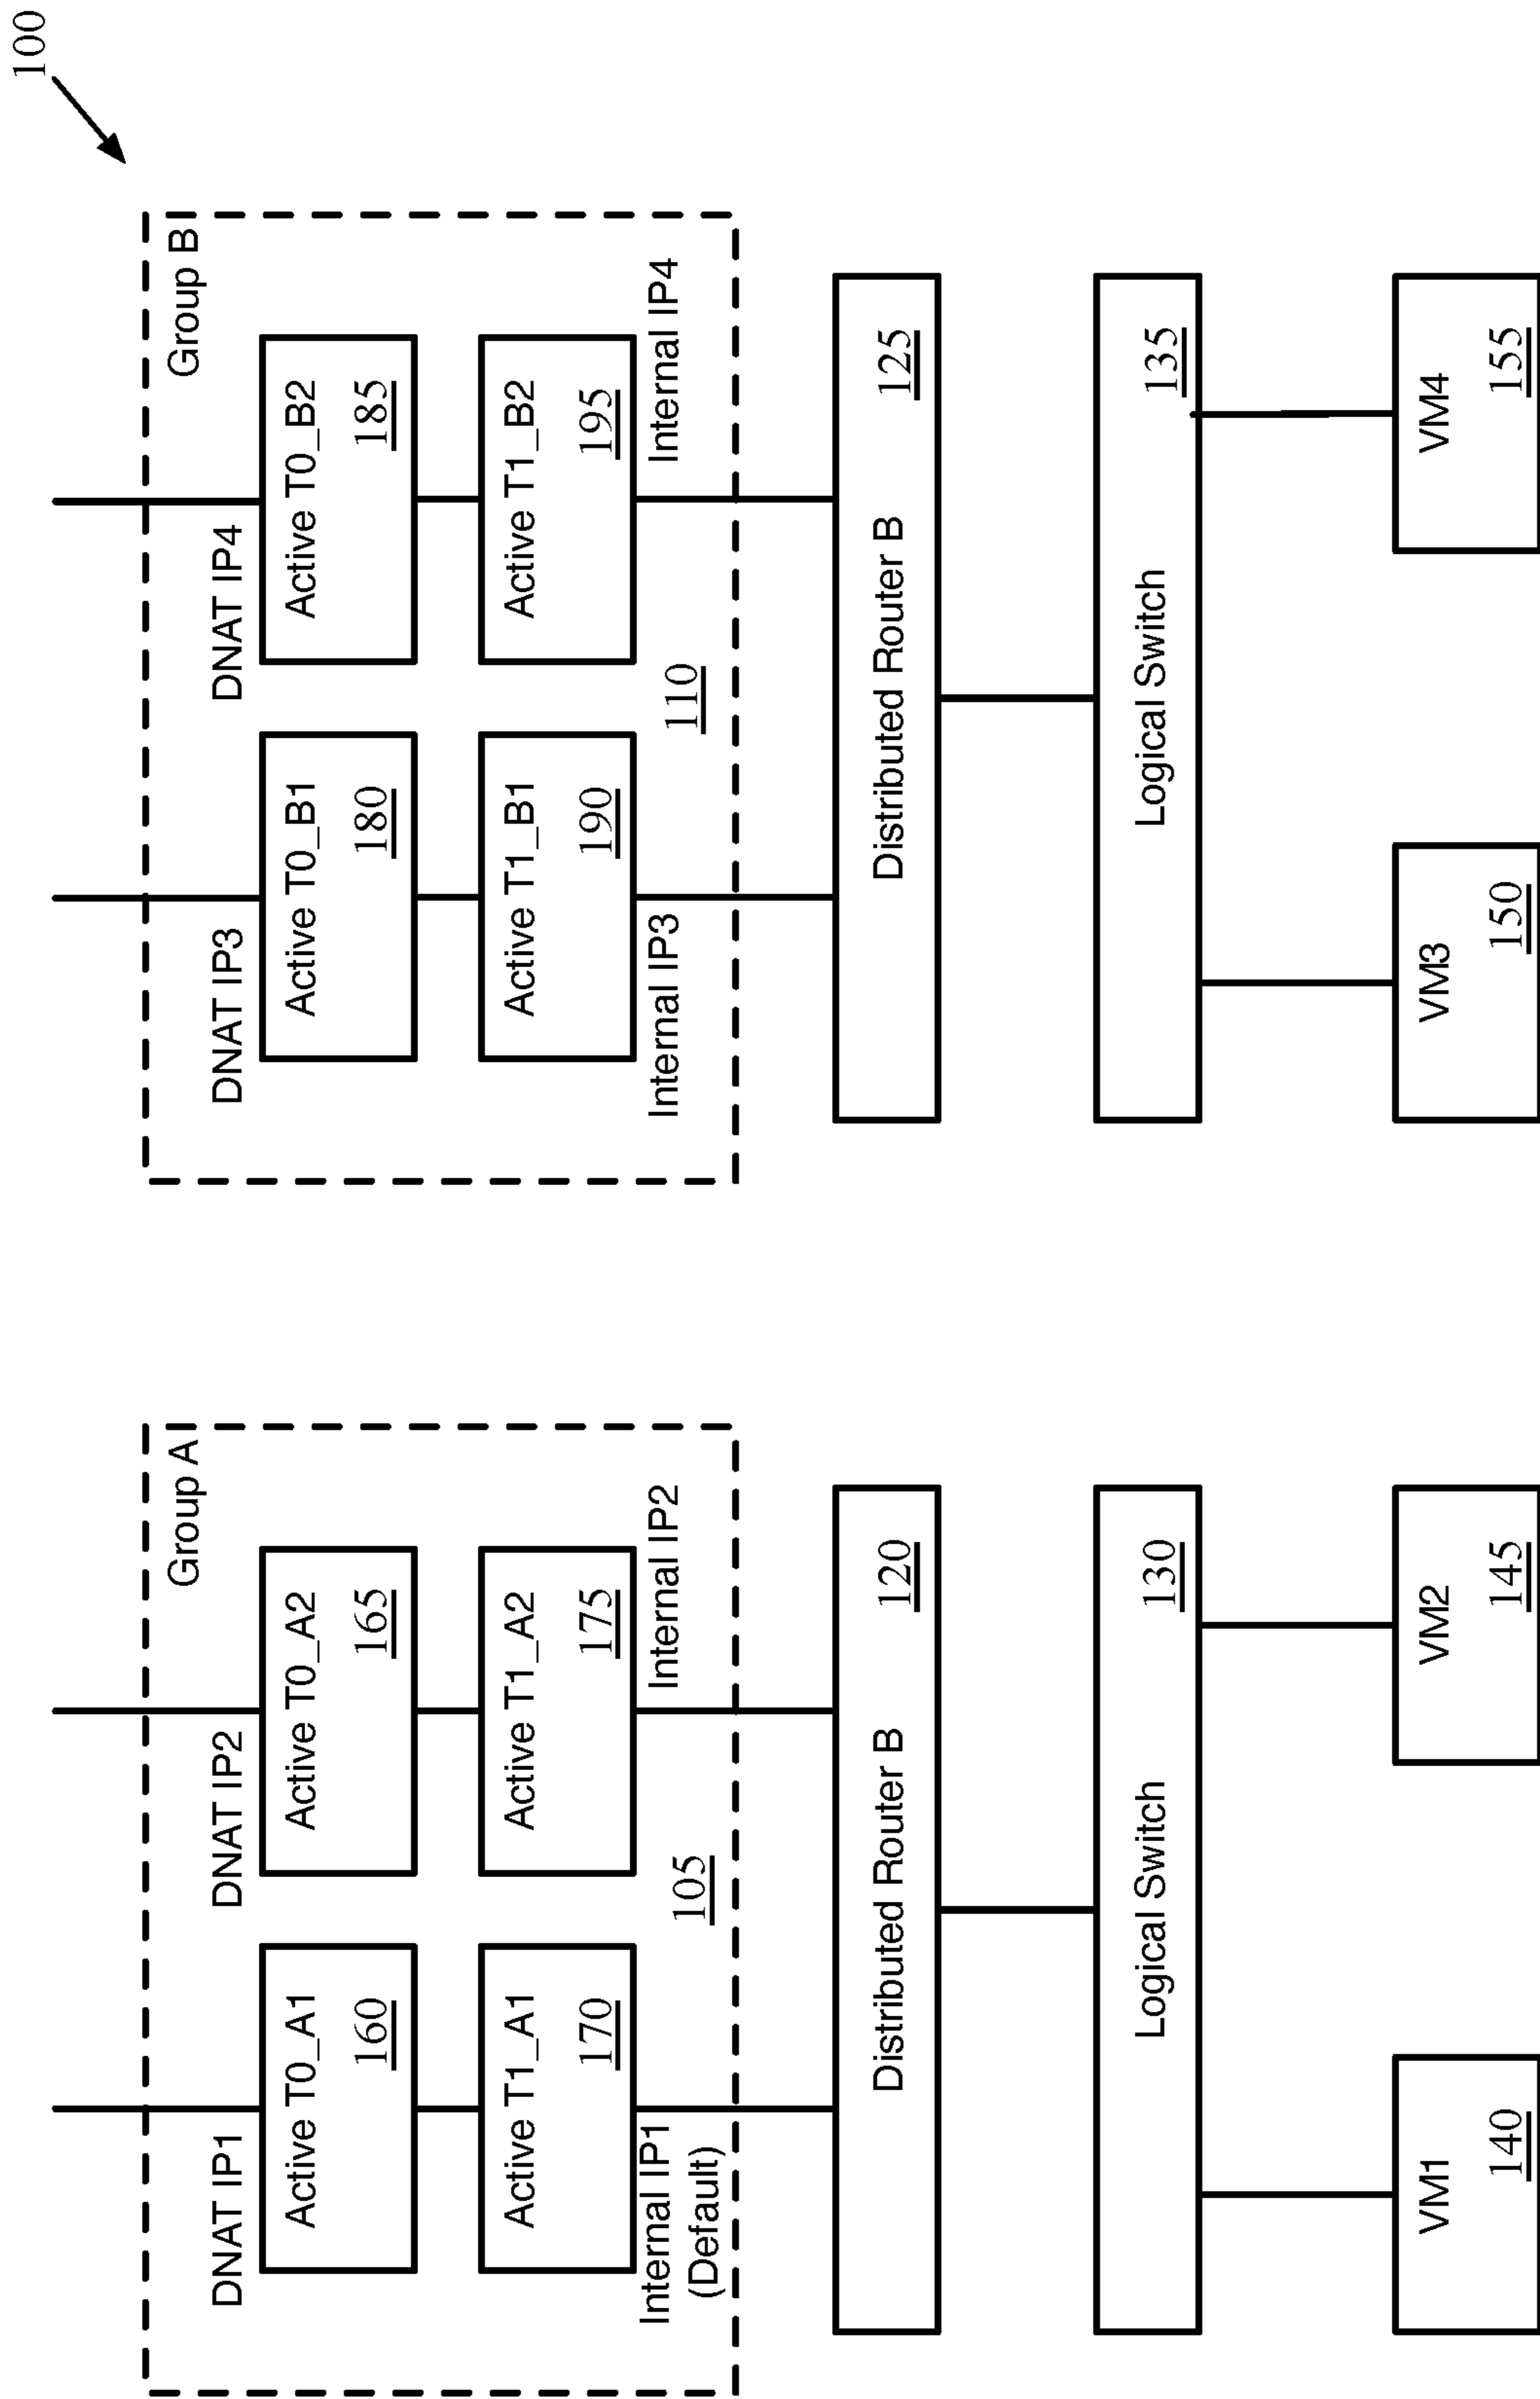 100
Group A
DNAT IP1
DNAT IP2
Active T0_A1
160
Active T0_A2
165
Active T1_A1
170
Active T1_A2
175
Internal IP1
(Default)
105
Internal IP2
Distributed Router B
120
Logical Switch
130
VM1
140
VM2
145
Group B
DNAT IP3
DNAT IP4
Active T0_B1
180
Active T0_B2
185
Active T1_B1
190
Active T1_B2
195
Internal IP3
110
Internal IP4
Distributed Router B
125
Logical Switch
135
VM3
150
VM4
155